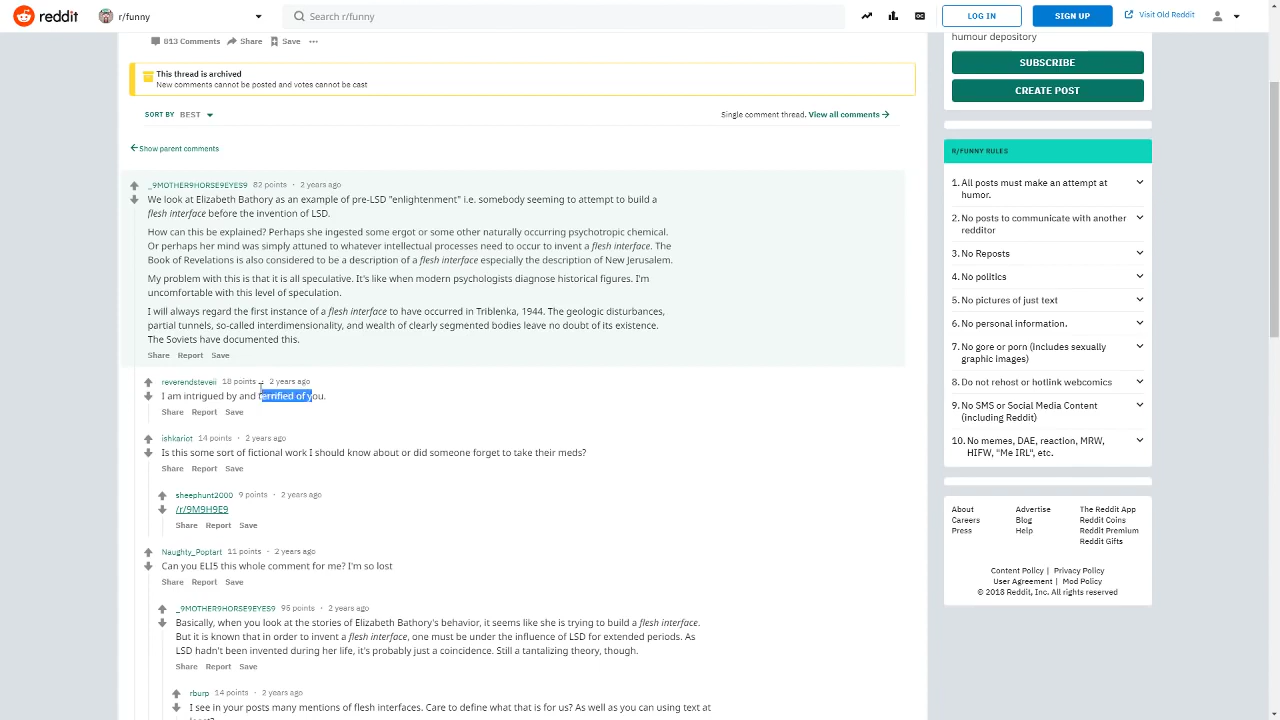 reddit
r/funny
Search r/funny
LOG IN
SIGN UP
Visit Old Reddit
813 Comments Share Save
This thread is archived
New comments cannot be posted and votes cannot be cast
SORT BY BEST
Single comment thread. View all comments
Show parent comments
_9MOTHER9HORSE9EYES9 82 points · 2 years ago
We look at Elizabeth Bathory as an example of pre-LSD "enlightenment" i.e. somebody seeming to attempt to build a
flesh interface before the invention of LSD.
How can this be explained? Perhaps she ingested some ergot or some other naturally occurring psychotropic chemical.
Or perhaps her mind was simply attuned to whatever intellectual processes need to occur to invent a flesh interface. The
Book of Revelations is also considered to be a description of a flesh interface especially the description of New Jerusalem.
My problem with this is that it is all speculative. It's like when modern psychologists diagnose historical figures. I'm
uncomfortable with this level of speculation.
I will always regard the first instance of a flesh interface to have occurred in Triblenka, 1944. The geologic disturbances,
partial tunnels, so-called interdimensionality, and wealth of clearly segmented bodies leave no doubt of its existence.
The Soviets have documented this.
Share Report Save
reverendsteveii 18 points · 2 years ago
I am intrigued by and terrified of you.
Share Report Save
ishkariot 14 points · 2 years ago
Is this some sort of fictional work I should know about or did someone forget to take their meds?
Share Report Save
sheephunt2000 9 points · 2 years ago
/r/9M9H9E9
Share Report Save
Naughty_Poptart 11 points · 2 years ago
Can you ELI5 this whole comment for me? I'm so lost
Share Report Save
_9MOTHER9HORSE9EYES9 95 points · 2 years ago
Basically, when you look at the stories of Elizabeth Bathory's behavior, it seems like she is trying to build a flesh interface.
But it is known that in order to invent a flesh interface, one must be under the influence of LSD for extended periods. As
LSD hadn't been invented during her life, it's probably just a coincidence. Still a tantalizing theory, though.
Share Report Save
rburp 14 points · 2 years ago
I see in your posts many mentions of flesh interfaces. Care to define what that is for us? As well as you can using text at
humour depository
SUBSCRIBE
CREATE POST
R/FUNNY RULES
1. All posts must make an attempt at
humor.
2. No posts to communicate with another
redditor
3. No Reposts
4. No politics
5. No pictures of just text
6. No personal information.
7. No gore or porn (includes sexually
graphic images)
8. Do not rehost or hotlink webcomics
9. No SMS or Social Media Content
(including Reddit)
10. No memes, DAE, reaction, MRW,
HIFW, "Me IRL", etc.
About Advertise The Reddit App
Careers Blog Reddit Coins
Press Help Reddit Premium
Reddit Gifts
Content Policy | Privacy Policy
User Agreement | Mod Policy
© 2018 Reddit, Inc. All rights reserved